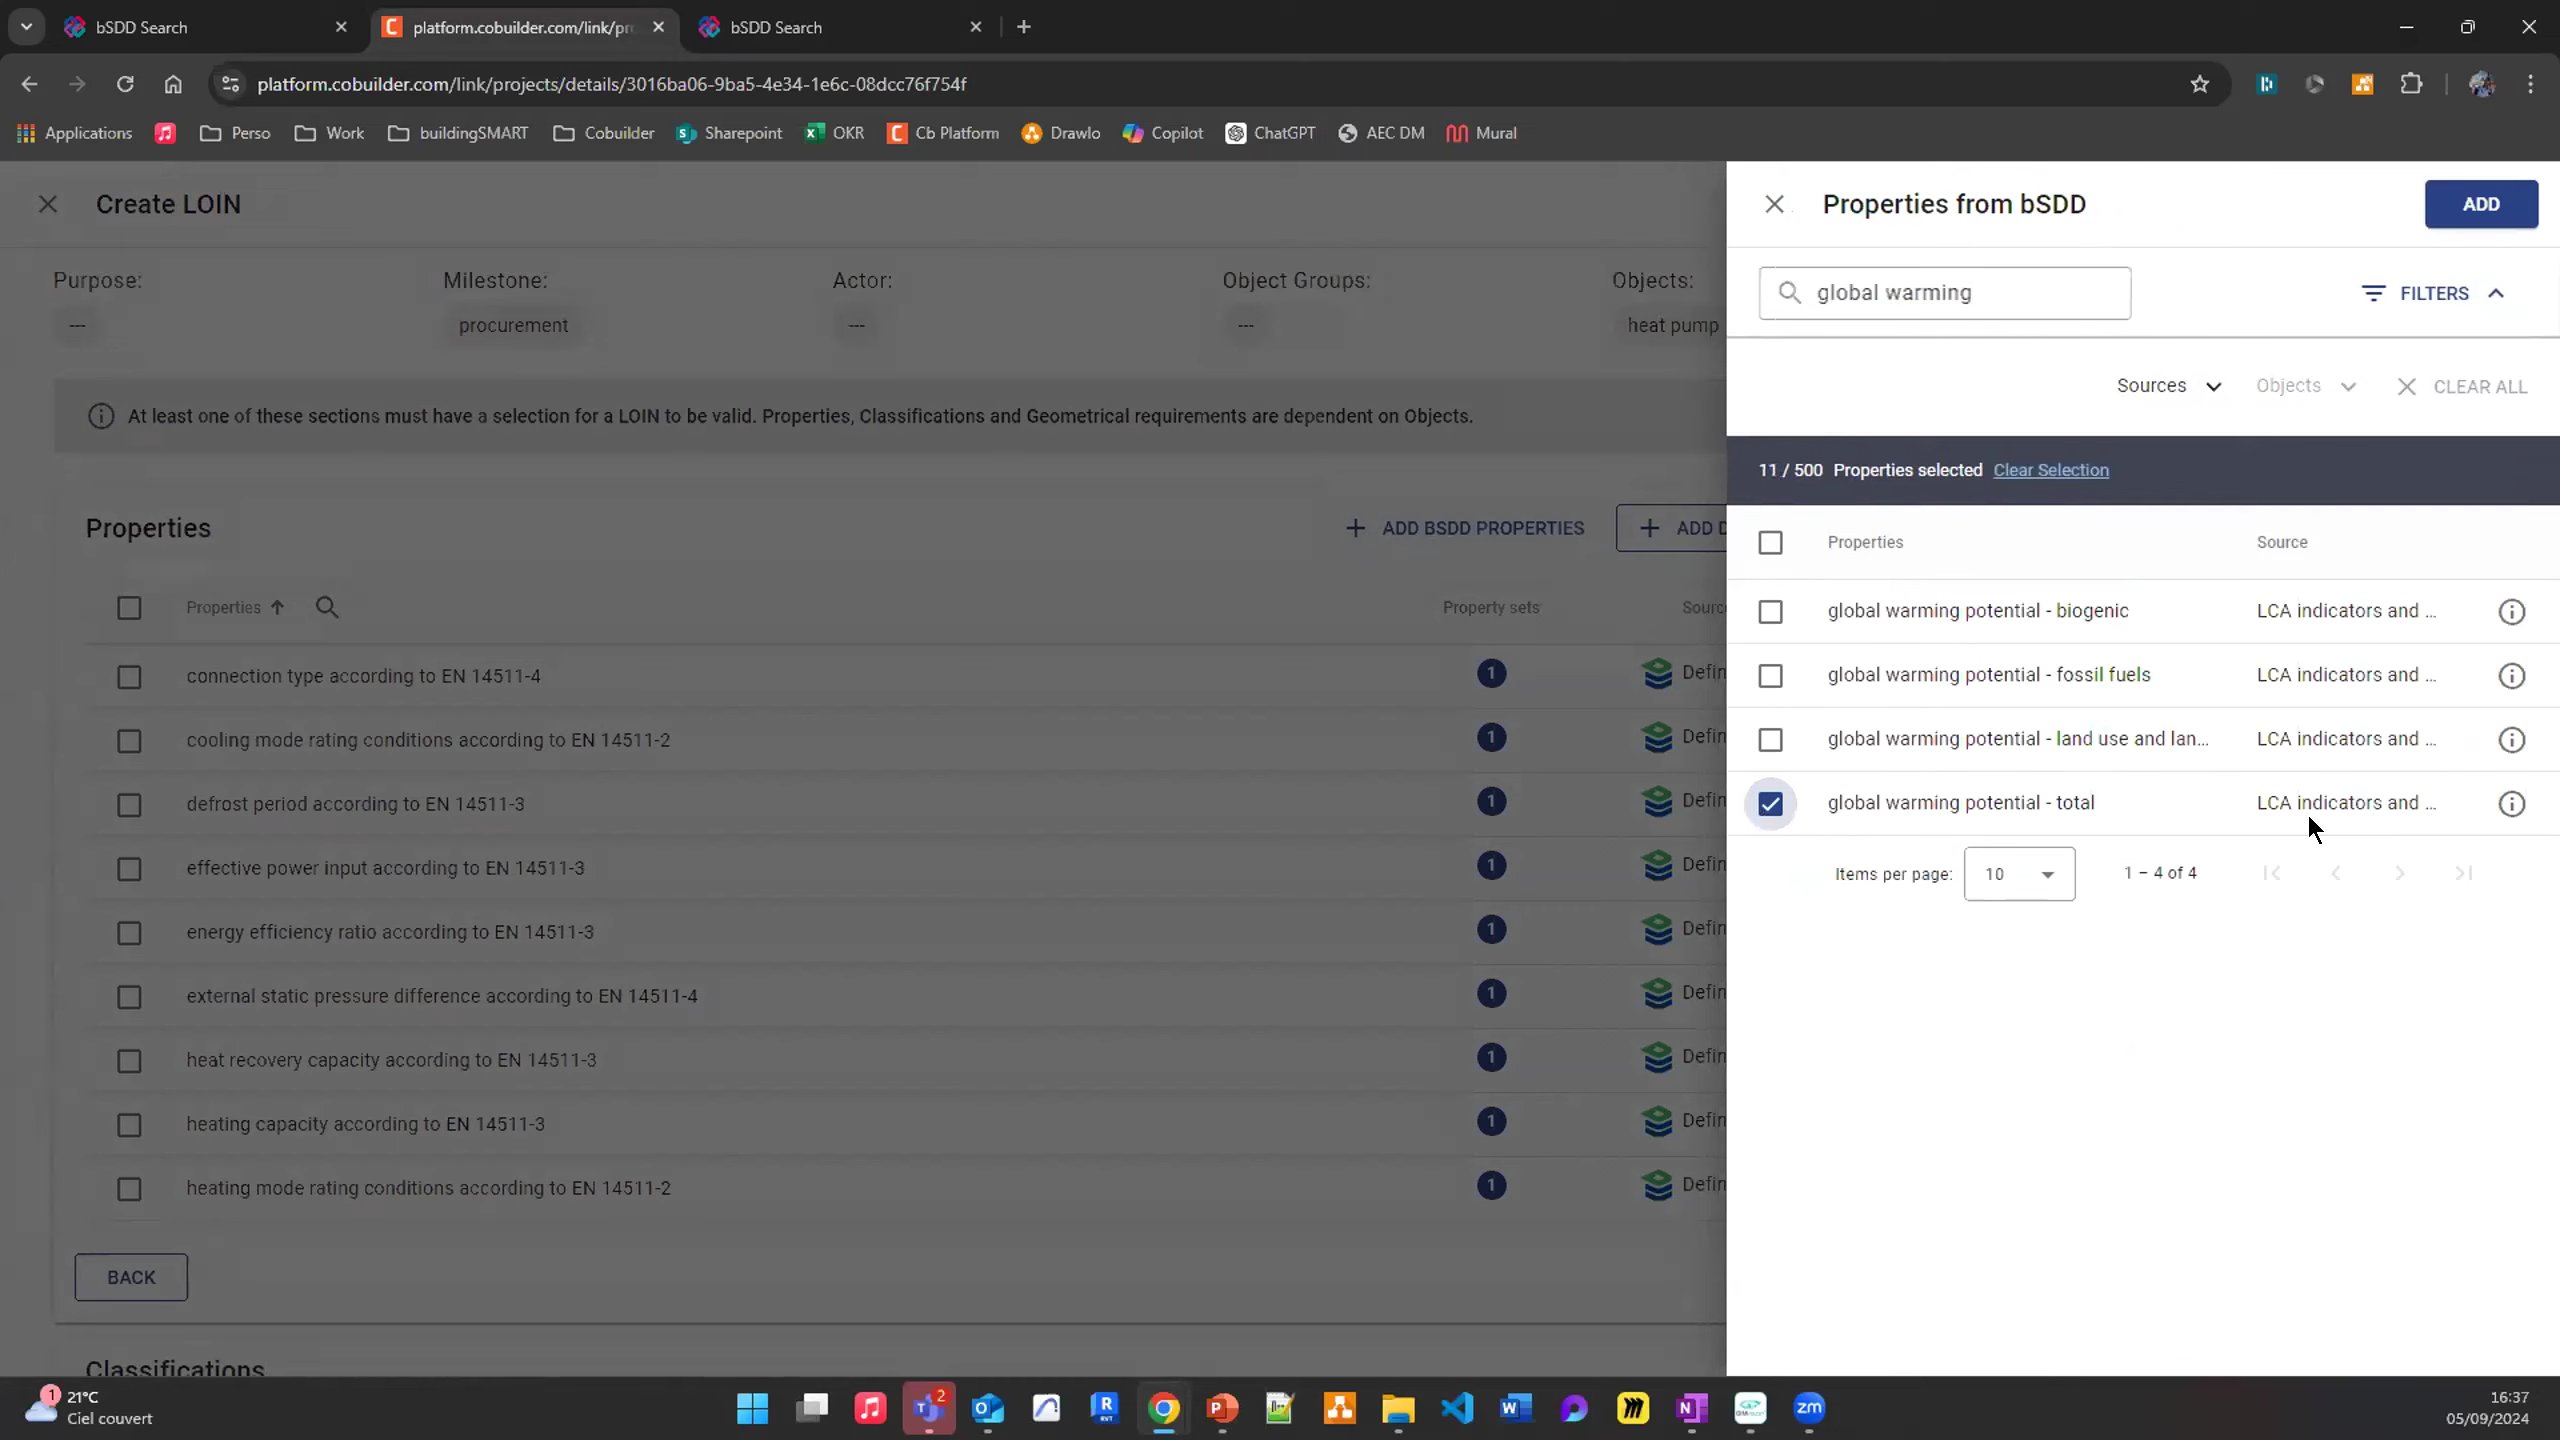 bSDD Search
platform.cobuilder.com/link/pr
bSDD Search
platform.cobuilder.com/link/projects/details/3016ba06-9ba5-4e34-1e6c-08dcc76f754f
Applications Perso Work buildingSMART Cobuilder Sharepoint OKR Cb Platform DrawIo Copilot ChatGPT AEC DM Mural
Create LOIN
Purpose: Milestone: Actor: Object Groups: Objects:
--- procurement --- --- heat pump
At least one of these sections must have a selection for a LOIN to be valid. Properties, Classifications and Geometrical requirements are dependent on Objects.
Properties
ADD BSDD PROPERTIES
ADD D
Properties Property sets Sourc
connection type according to EN 14511-4 1 Defin
cooling mode rating conditions according to EN 14511-2 1 Defin
defrost period according to EN 14511-3 1 Defin
effective power input according to EN 14511-3 1 Defin
energy efficiency ratio according to EN 14511-3 1 Defin
external static pressure difference according to EN 14511-4 1 Defin
heat recovery capacity according to EN 14511-3 1 Defin
heating capacity according to EN 14511-3 1 Defin
heating mode rating conditions according to EN 14511-2 1 Defin
BACK
Classifications
Properties from bSDD
ADD
global warming
FILTERS
Sources Objects CLEAR ALL
11 / 500 Properties selected Clear Selection
Properties Source
global warming potential - biogenic LCA indicators and ...
global warming potential - fossil fuels LCA indicators and ...
global warming potential - land use and lan... LCA indicators and ...
global warming potential - total LCA indicators and ...
Items per page: 10 1 – 4 of 4
1
21°C
Ciel couvert
2
zm
16:37
05/09/2024